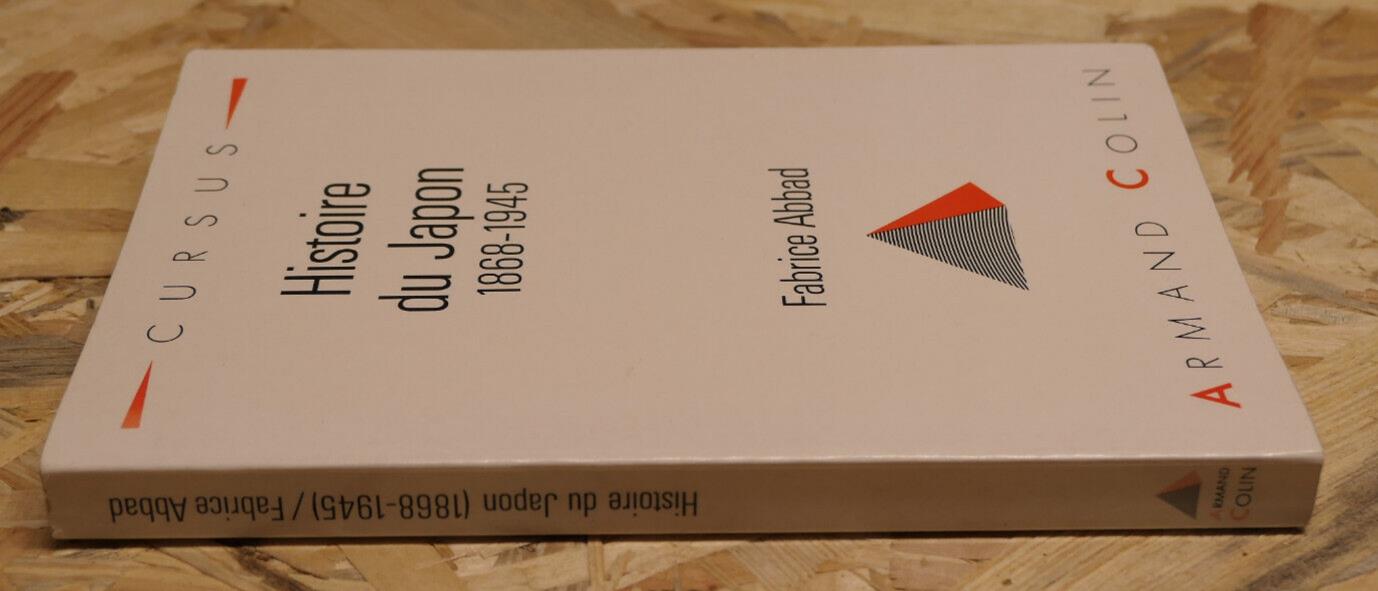 CURSUS
Histoire
du Japon
1868-1945
Fabrice Abbad
ARMAND COLIN
Histoire du Japon (1868-1945) / Fabrice Abbad
ARMAND
COLIN